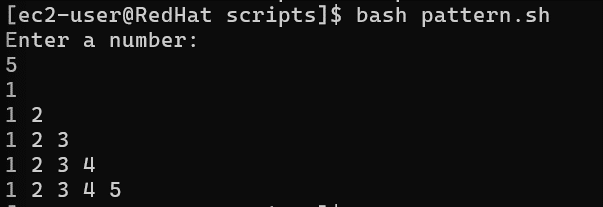 [ec2-user@RedHat scripts]$ bash pattern.sh
Enter a number:
5
1
1 2
1 2 3
1 2 3 4
1 2 3 4 5